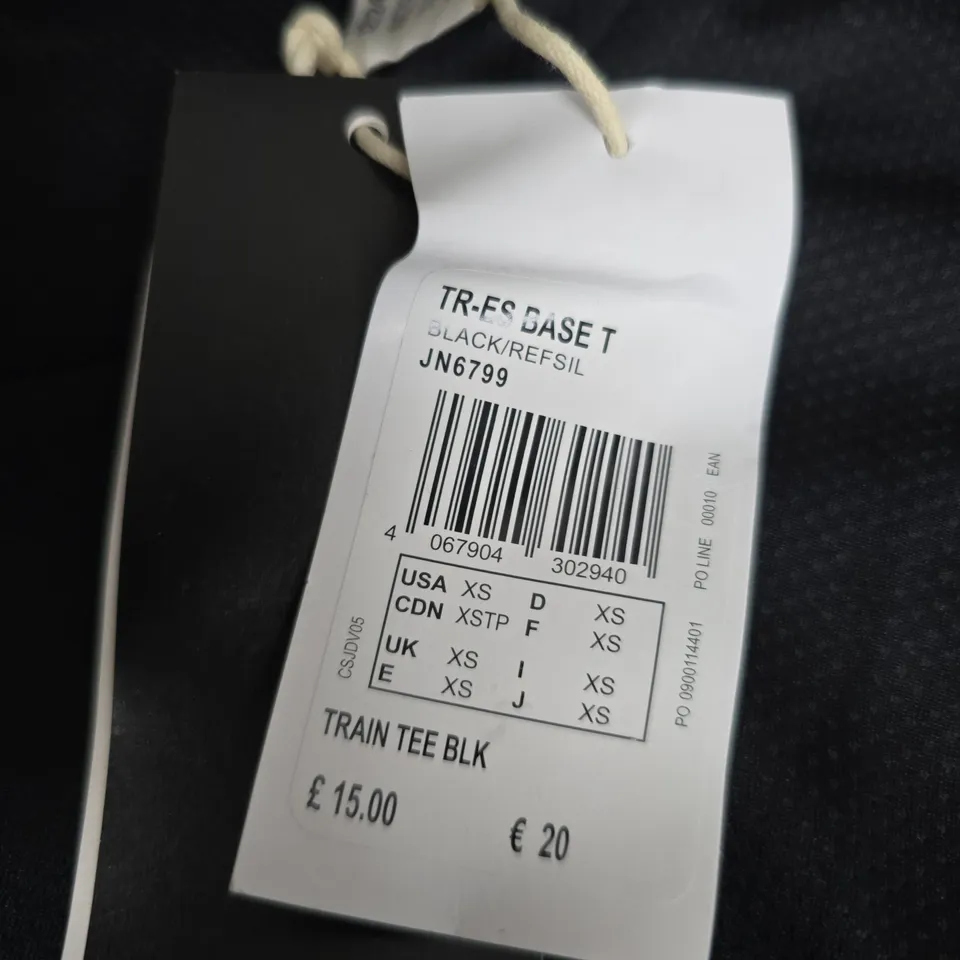 TR-ES BASE T
BLACK/REFSIL
JN6799
4 067904 302940
USA XS D XS
CDN XSTP F XS
UK XS I XS
E XS J XS
CSJDV05
PO 0900114401 PO LINE 00010 EAN
TRAIN TEE BLK
£ 15.00 € 20